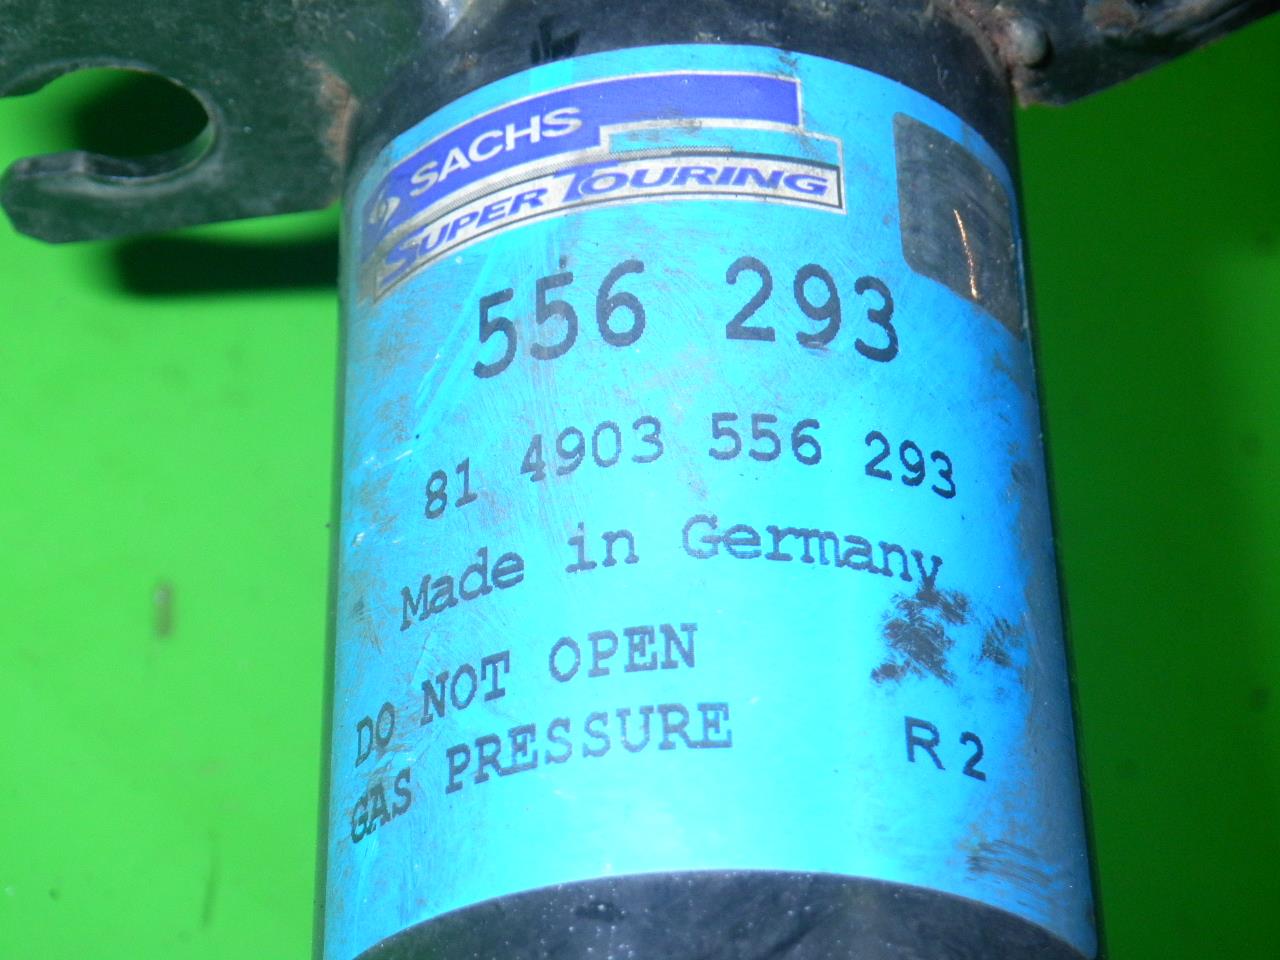 SACHS
SUPER TOURING
556 293
81 4903 556 293
Made in Germany
DO NOT OPEN
GAS PRESSURE
R2